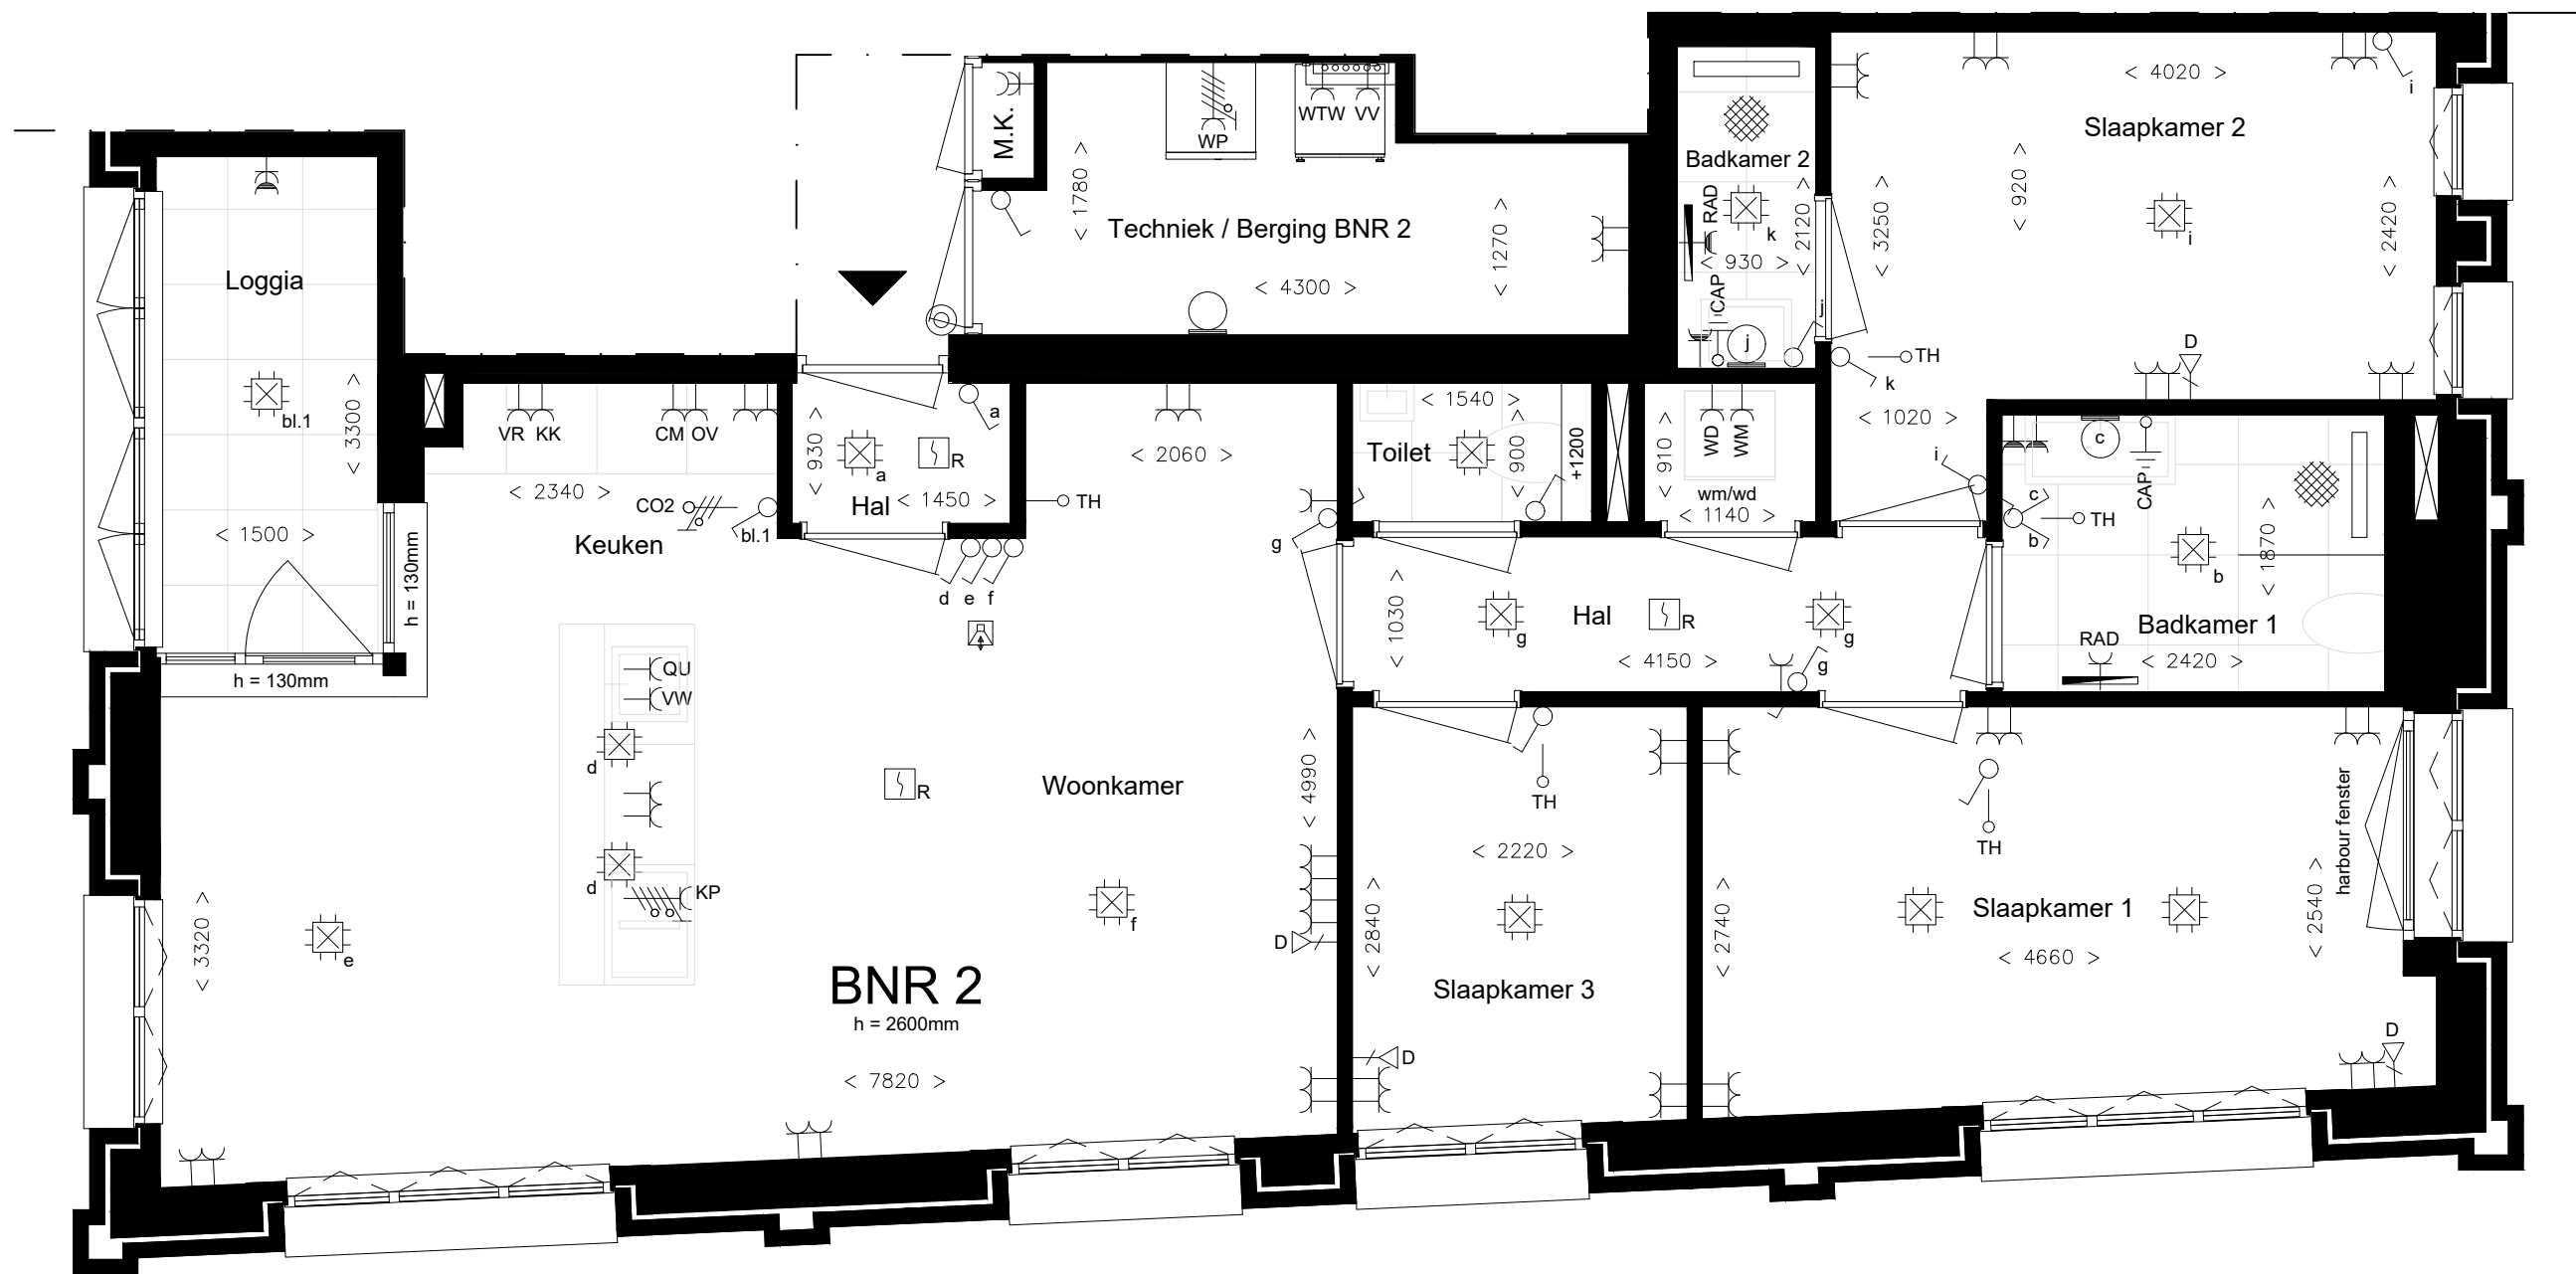 M.K.
WP
WTW VV
< 1780 >
Techniek / Berging BNR 2
< 1270 >
< 4300 >
Badkamer 2
RAD
k
< 2120 >
< 930 >
CAP
j
j
< 4020 >
i
Slaapkamer 2
< 920 >
< 3250 >
< 2420 >
i
D
TH
k
< 1020 >
i
Loggia
bl.1
< 3300 >
< 1500 >
h = 130mm
h = 130mm
VR KK
CM OV
< 2340 >
CO2
bl.1
Keuken
< 930 >
a
a
R
Hal
< 1450 >
d e f
< 2060 >
TH
g
< 1540 >
Toilet
< 900 >
+1200
< 910 >
WD
WM
wm/wd
< 1140 >
c
CAP
c
TH
b
b
< 1870 >
Badkamer 1
RAD
< 2420 >
< 1030 >
g
Hal
R
g
< 4150 >
g
QU
VW
d
d
KP
R
Woonkamer
< 4990 >
f
D
< 3320 >
e
BNR 2
h = 2600mm
< 7820 >
TH
< 2220 >
< 2840 >
Slaapkamer 3
D
TH
< 2740 >
Slaapkamer 1
< 4660 >
< 2540 >
harbour fenster
D